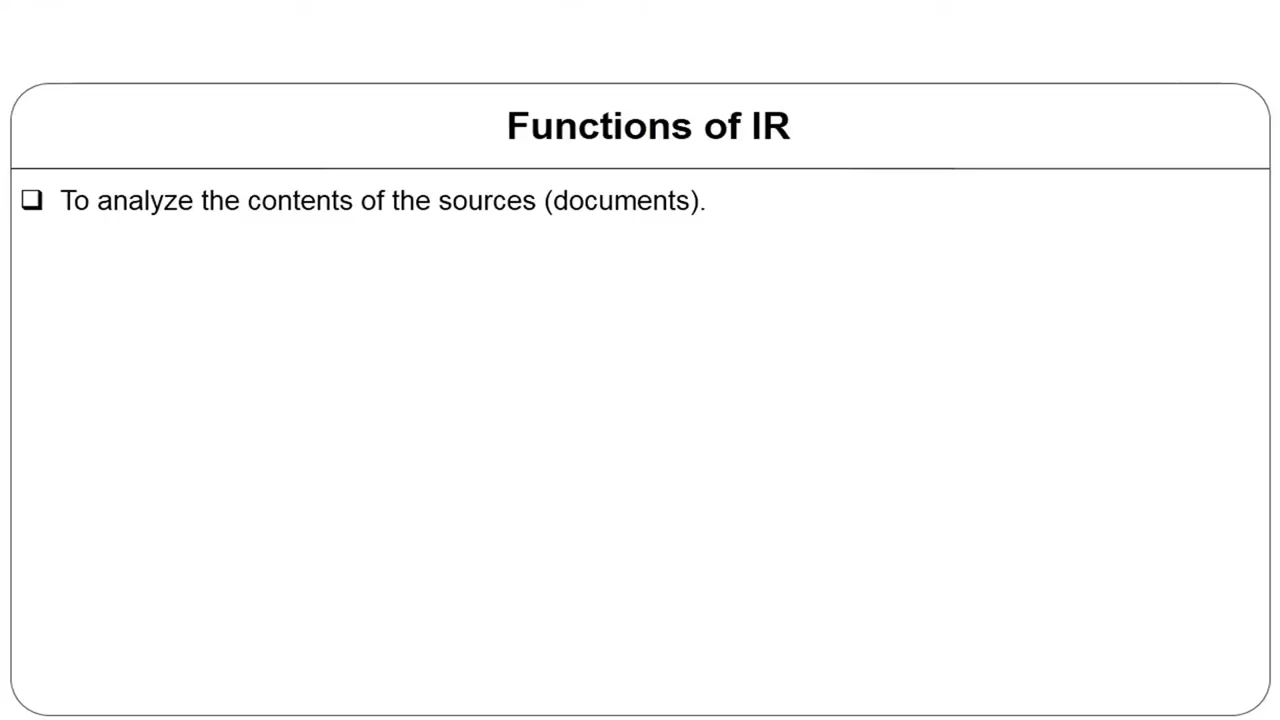 Functions of IR
❑ To analyze the contents of the sources (documents).